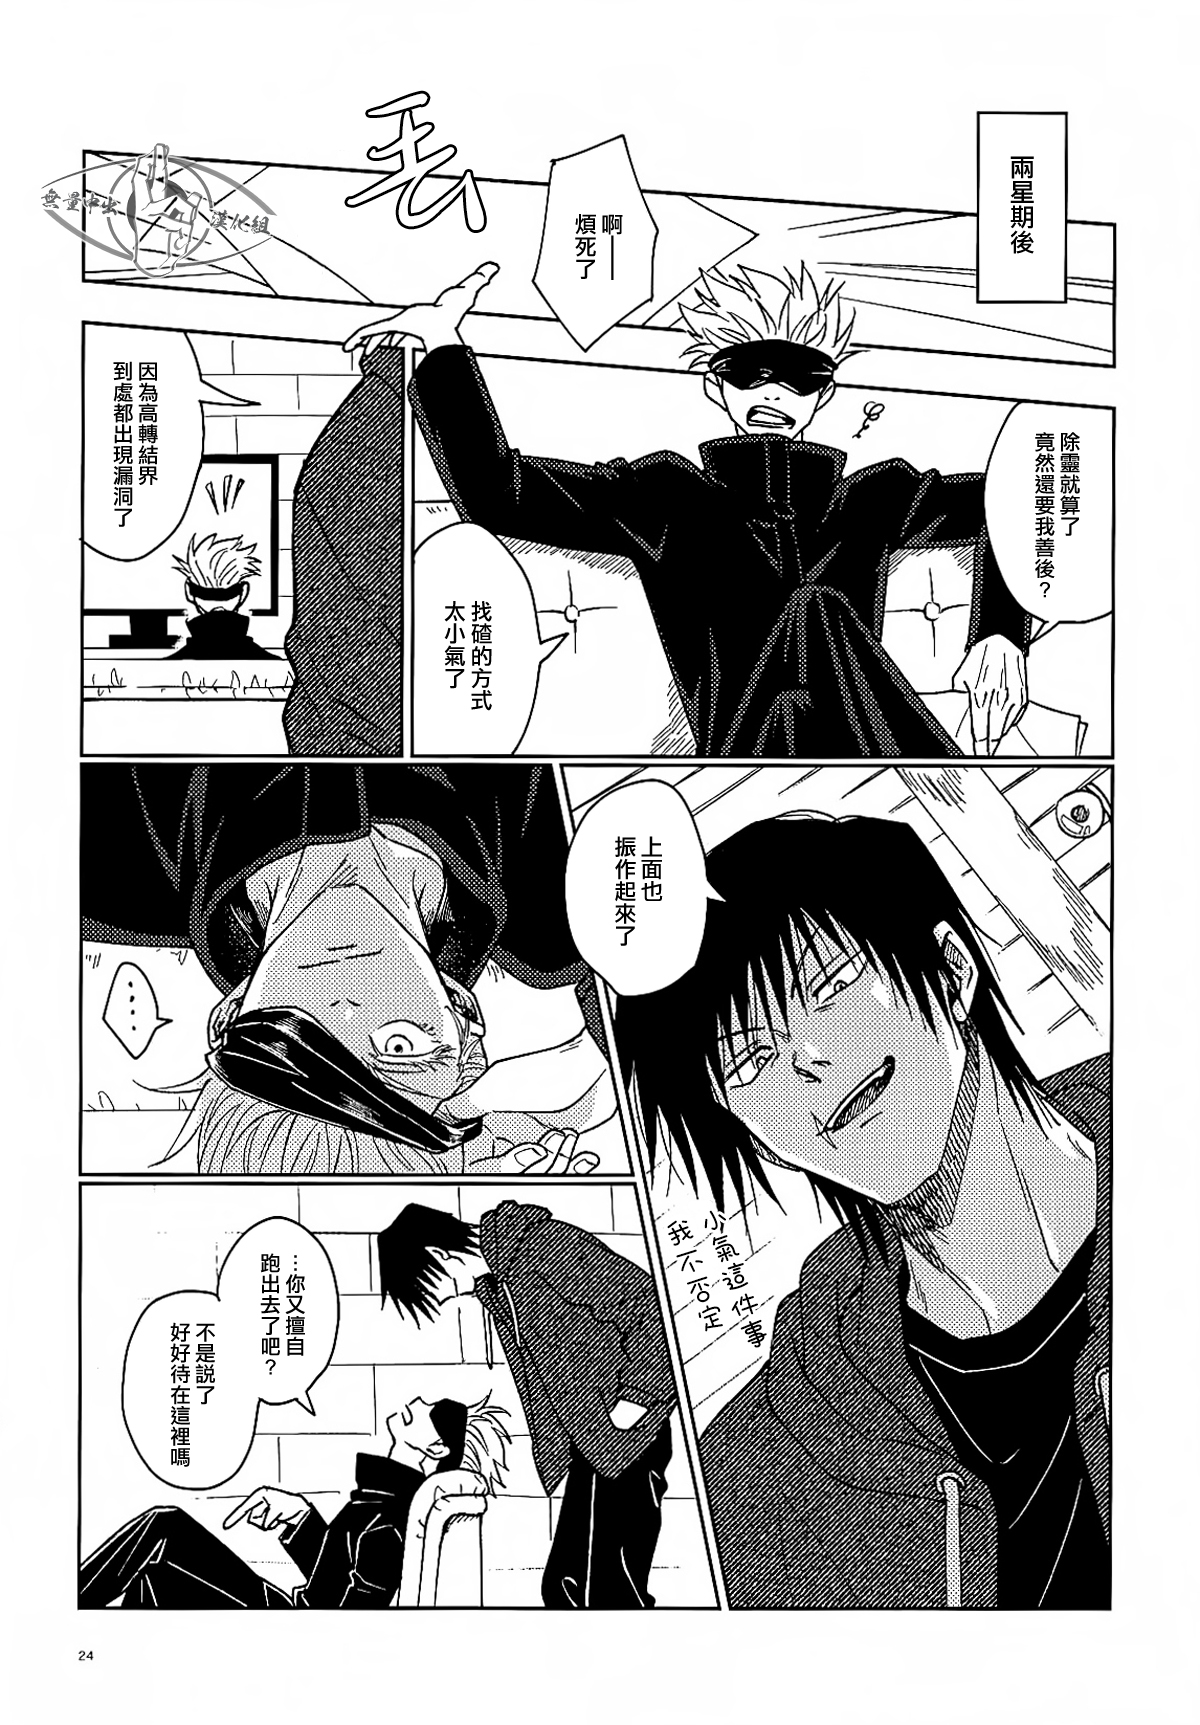 兩星期後
丟
啊──
煩死了
除靈就算了
竟然還要我善後？
找碴的方式
太小氣了
因為高轉結界
到處都出現漏洞了
上面也
振作起來了
小氣這件事
我不否定
……
…你又擅自
跑出去了吧？
不是説了
好好待在這裡嗎
無量中出
漢化組
24